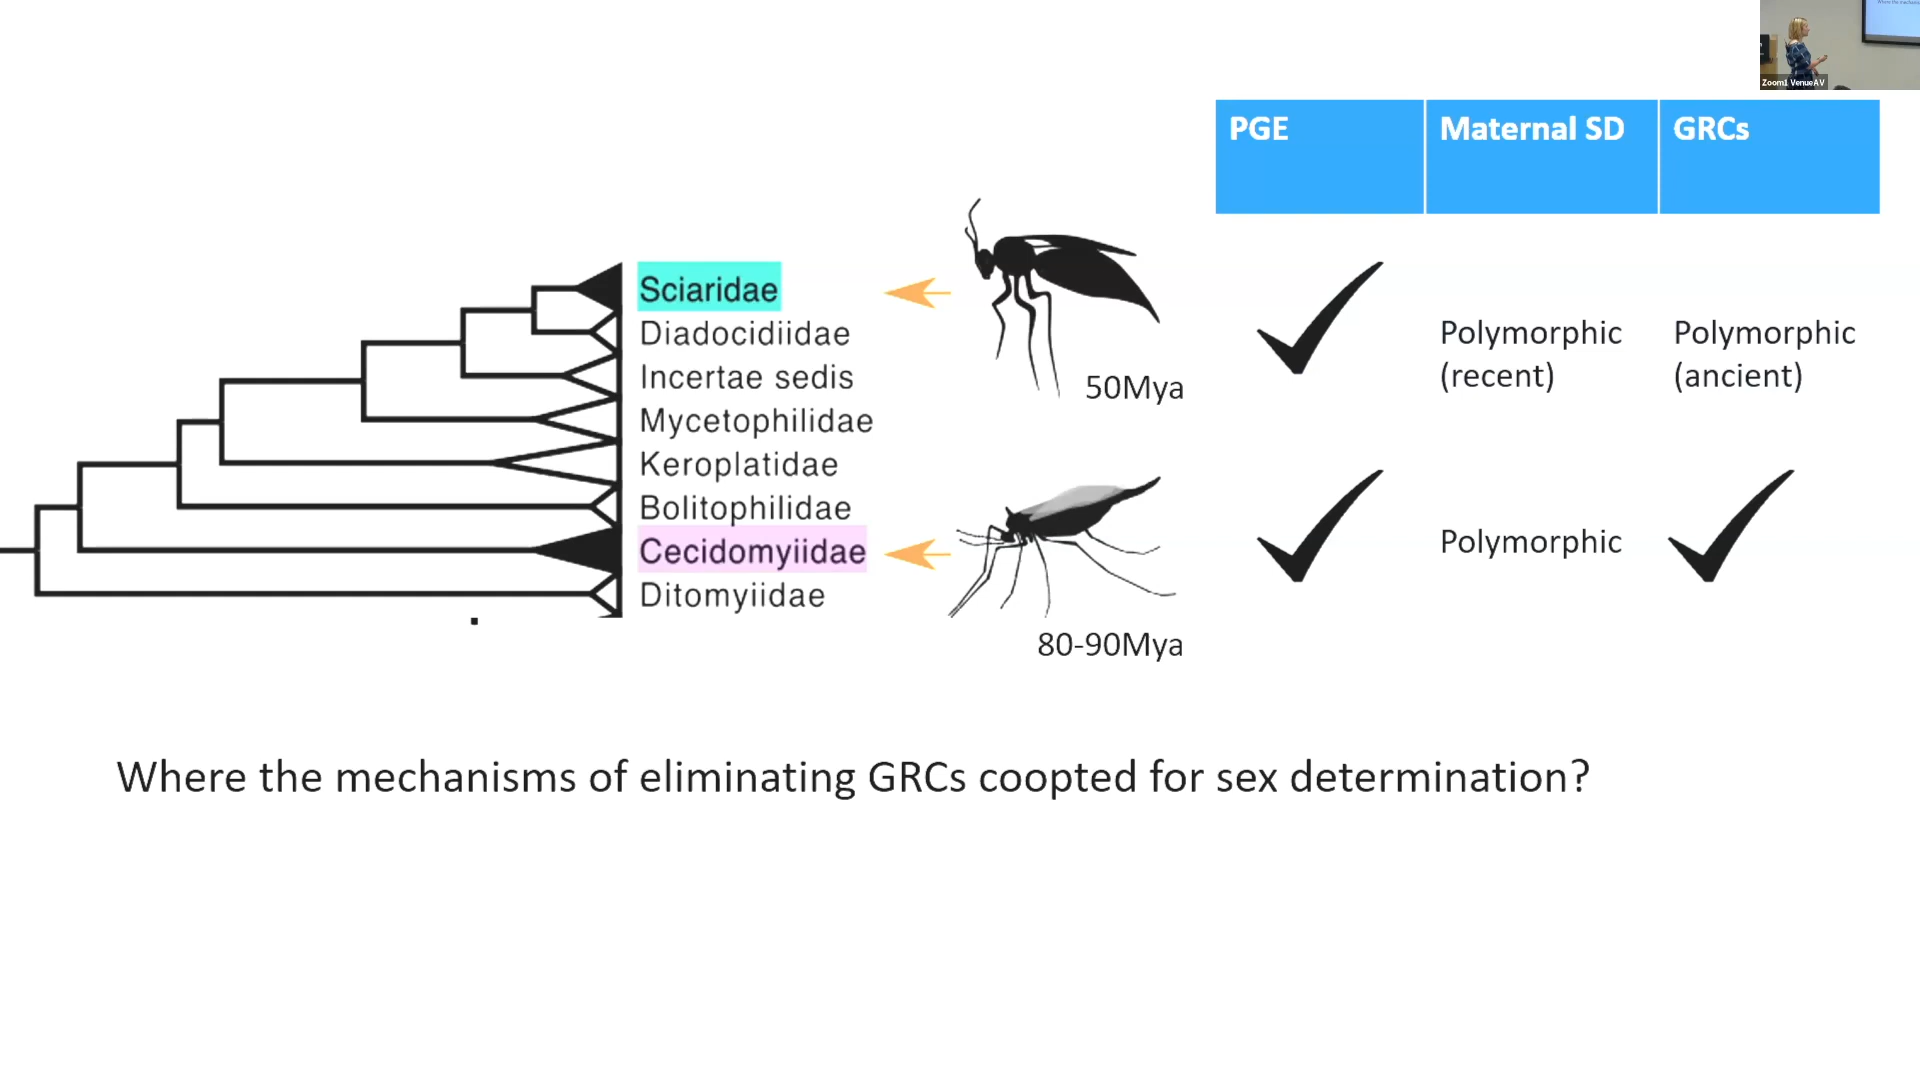 Zoom1 VenueAV
PGE
Maternal SD
GRCs
Sciaridae
Diadocidiidae
Incertae sedis
Mycetophilidae
Keroplatidae
Bolitophilidae
Cecidomyiidae
Ditomyiidae
50Mya
80-90Mya
Polymorphic
(recent)
Polymorphic
(ancient)
Polymorphic
Where the mechanisms of eliminating GRCs coopted for sex determination?